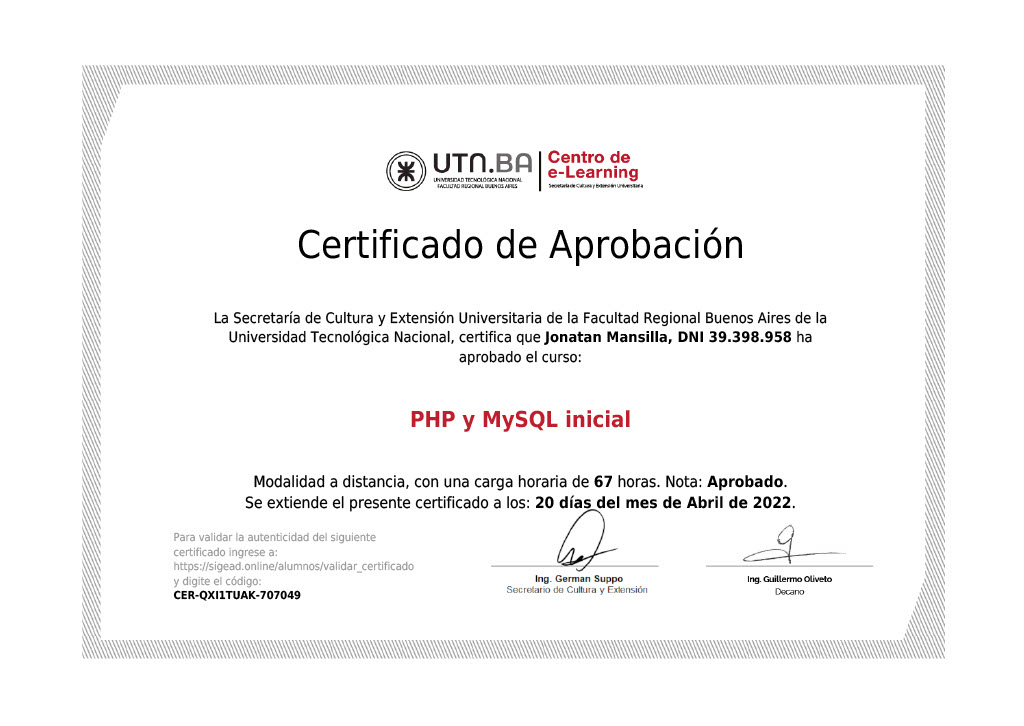 UTN.BA
UNIVERSIDAD TECNOLÓGICA NACIONAL
FACULTAD REGIONAL BUENOS AIRES
Centro de
e-Learning
Secretaría de Cultura y Extensión Universitaria
Certificado de Aprobación
La Secretaría de Cultura y Extensión Universitaria de la Facultad Regional Buenos Aires de la
Universidad Tecnológica Nacional, certifica que Jonatan Mansilla, DNI 39.398.958 ha
aprobado el curso:
PHP y MySQL inicial
Modalidad a distancia, con una carga horaria de 67 horas. Nota: Aprobado.
Se extiende el presente certificado a los: 20 días del mes de Abril de 2022.
Para validar la autenticidad del siguiente
certificado ingrese a:
https://sigead.online/alumnos/validar_certificado
y digite el código:
CER-QXI1TUAK-707049
Ing. German Suppo
Secretario de Cultura y Extensión
Ing. Guillermo Oliveto
Decano